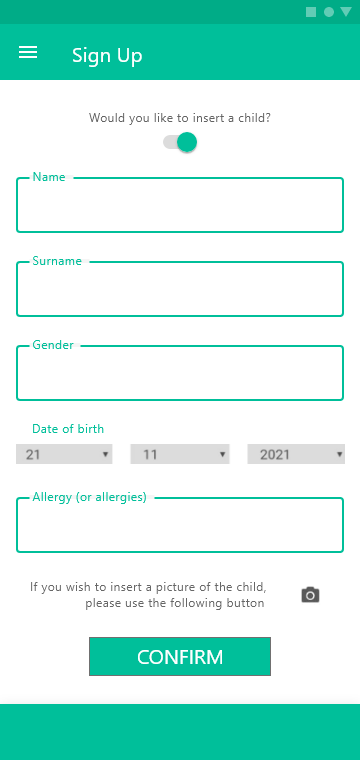 Sign Up
Would you like to insert a child?
Name
Surname
Gender
Date of birth
21 11 2021
Allergy (or allergies)
If you wish to insert a picture of the child,
please use the following button
CONFIRM